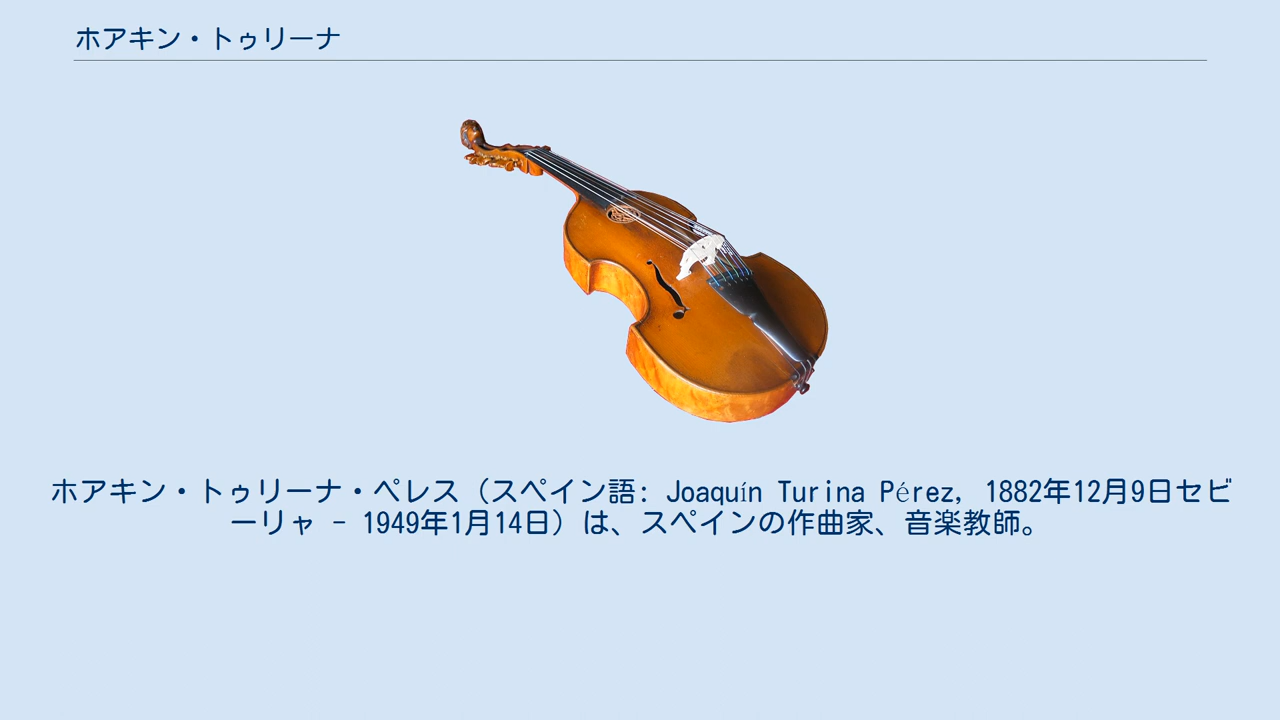 ホアキン・トゥリーナ
ホアキン・トゥリーナ・ペレス（スペイン語: Joaquín Turina Pérez, 1882年12月9日セビ
ーリャ - 1949年1月14日）は、スペインの作曲家、音楽教師。